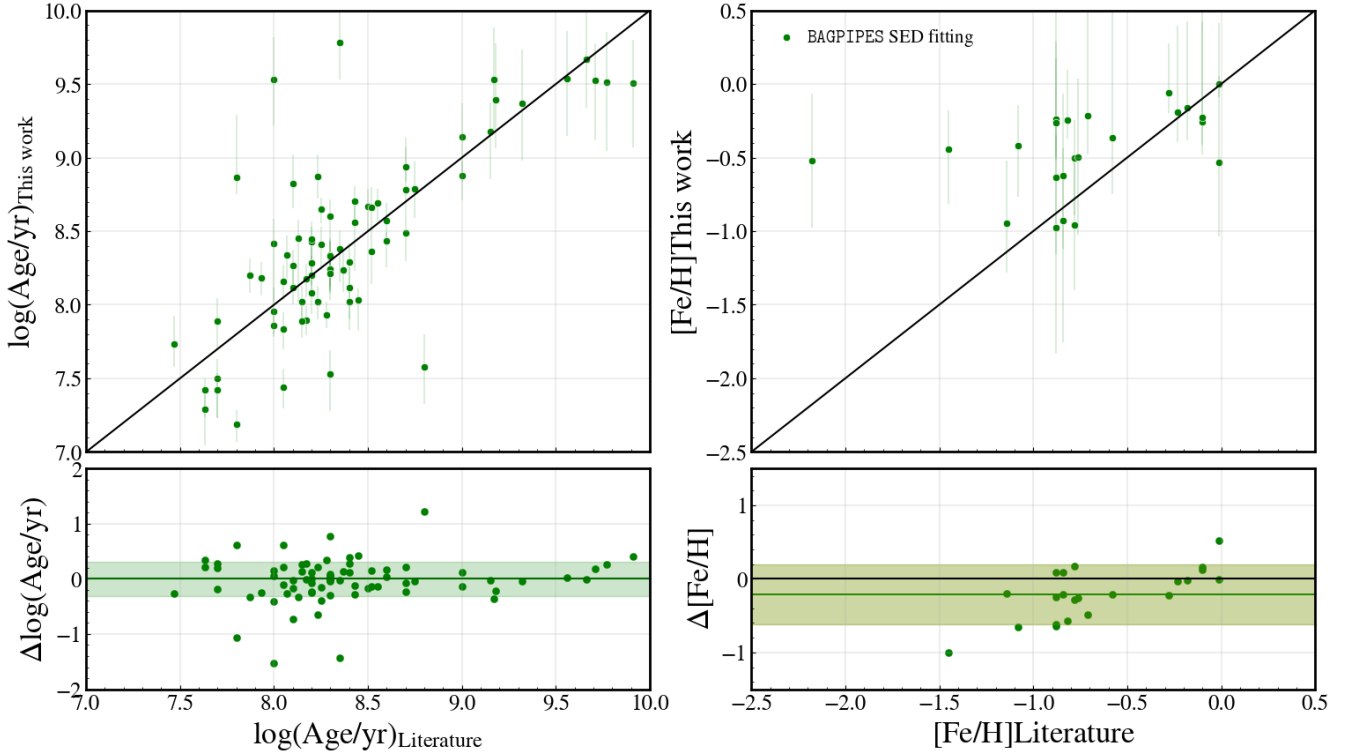 10.0
9.5
9.0
8.5
8.0
7.5
7.0
log(Age/yr)This work
0.5
0.0
−0.5
−1.0
−1.5
−2.0
−2.5
[Fe/H]This work
BAGPIPES SED fitting
2
1
0
−1
−2
Δlog(Age/yr)
7.0 7.5 8.0 8.5 9.0 9.5 10.0
log(Age/yr)Literature
1
0
−1
Δ[Fe/H]
−2.5 −2.0 −1.5 −1.0 −0.5 0.0 0.5
[Fe/H]Literature